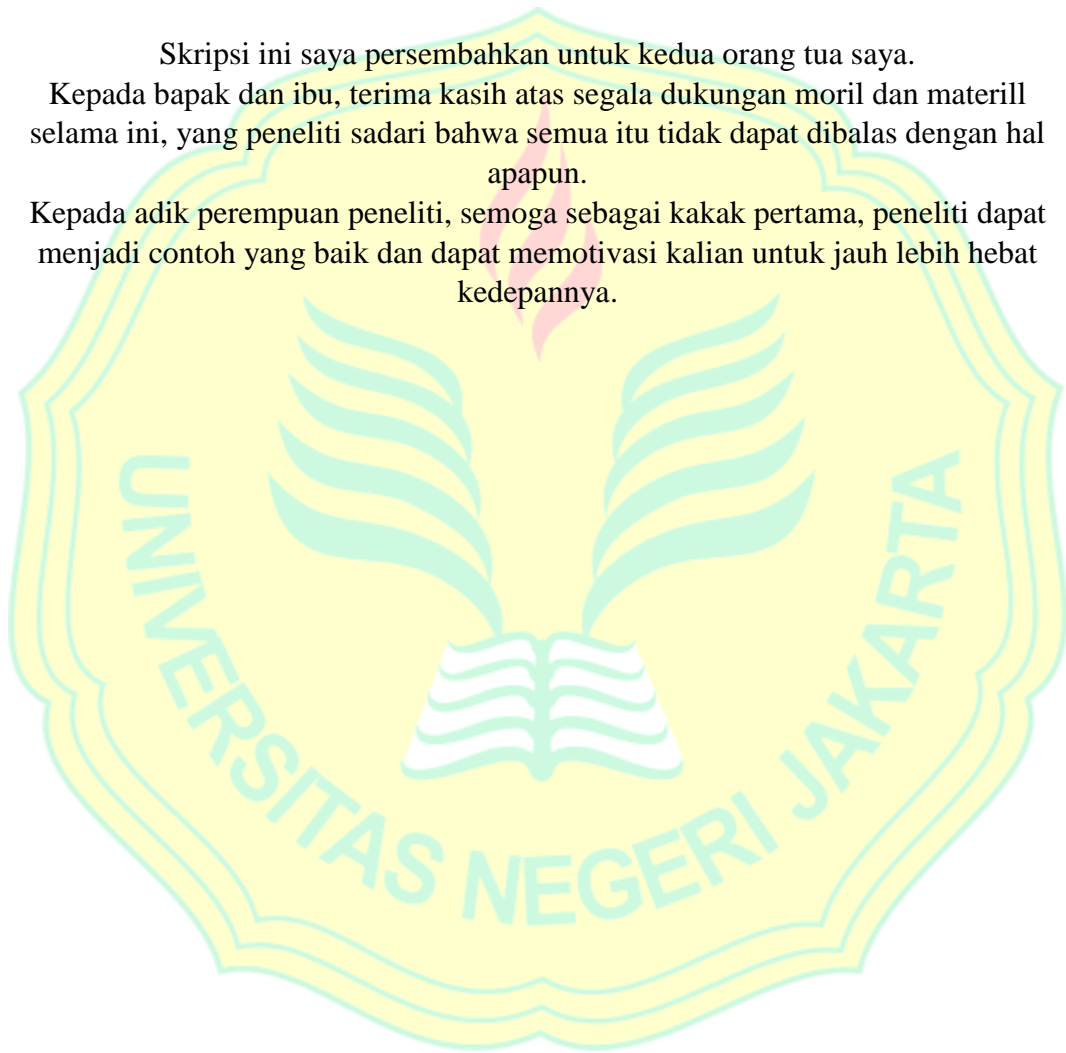 Skripsi ini saya persembahkan untuk kedua orang tua saya.
Kepada bapak dan ibu, terima kasih atas segala dukungan moril dan materill
selama ini, yang peneliti sadari bahwa semua itu tidak dapat dibalas dengan hal
apapun.
Kepada adik perempuan peneliti, semoga sebagai kakak pertama, peneliti dapat
menjadi contoh yang baik dan dapat memotivasi kalian untuk jauh lebih hebat
kedepannya.
UNIVERSITAS NEGERI JAKARTA